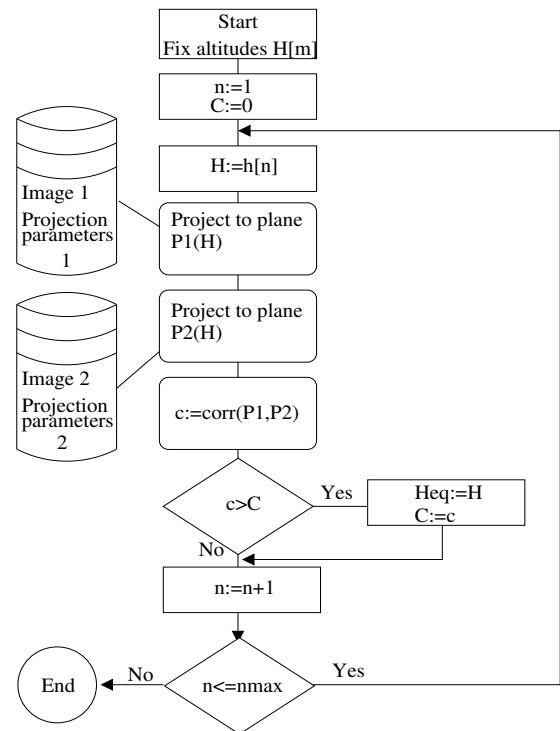 Start
Fix altitudes H[m]
n:=1
C:=0
H:=h[n]
Image 1
Projection
parameters
1
Project to plane
P1(H)
Project to plane
P2(H)
Image 2
Projection
parameters
2
c:=corr(P1,P2)
c>C
Yes
Heq:=H
C:=c
No
n:=n+1
n<=nmax
No
Yes
End